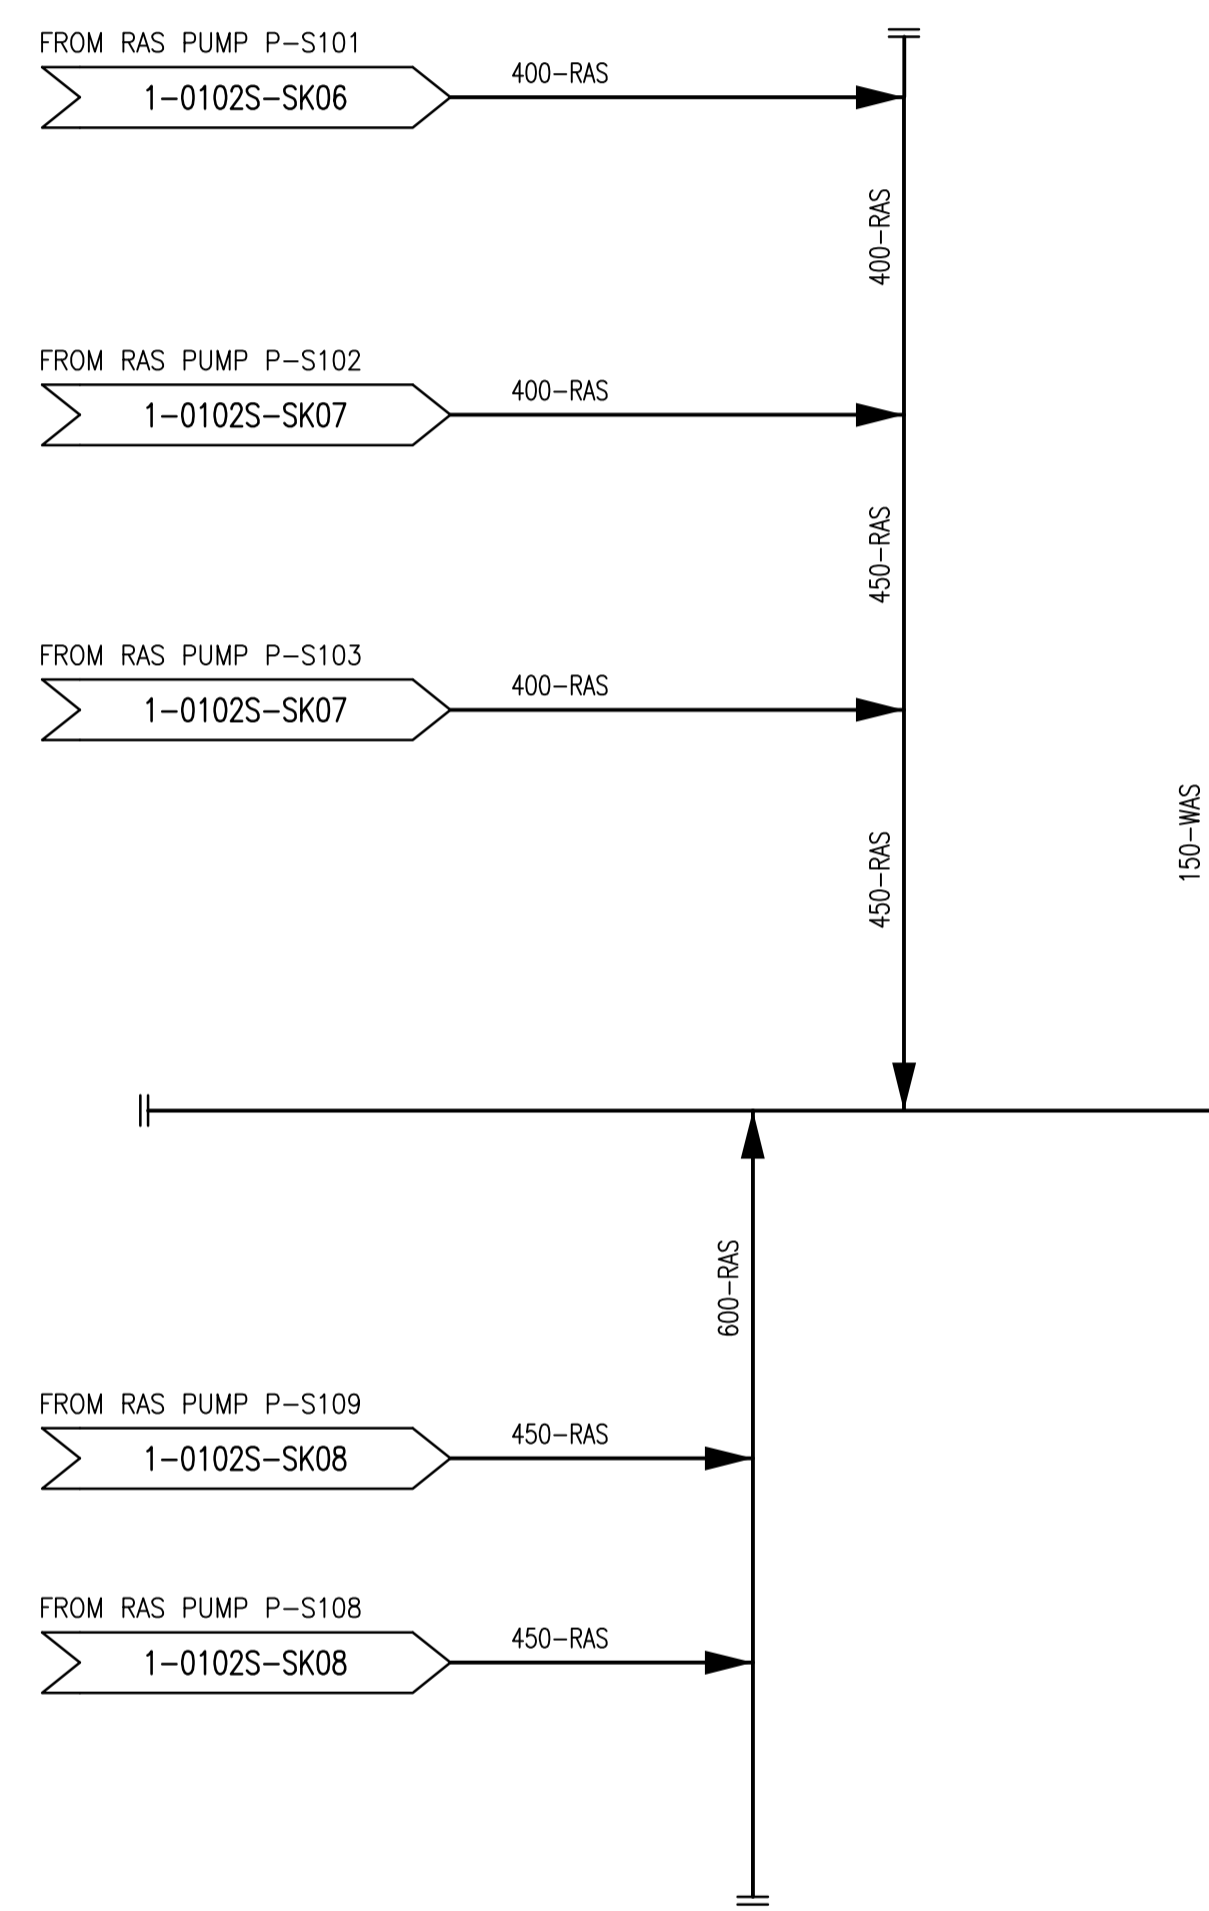 FROM RAS PUMP P-S101
1-0102S-SK06
400-RAS
400-RAS
FROM RAS PUMP P-S102
1-0102S-SK07
400-RAS
450-RAS
FROM RAS PUMP P-S103
1-0102S-SK07
400-RAS
450-RAS
150-WAS
600-RAS
FROM RAS PUMP P-S109
1-0102S-SK08
450-RAS
FROM RAS PUMP P-S108
1-0102S-SK08
450-RAS